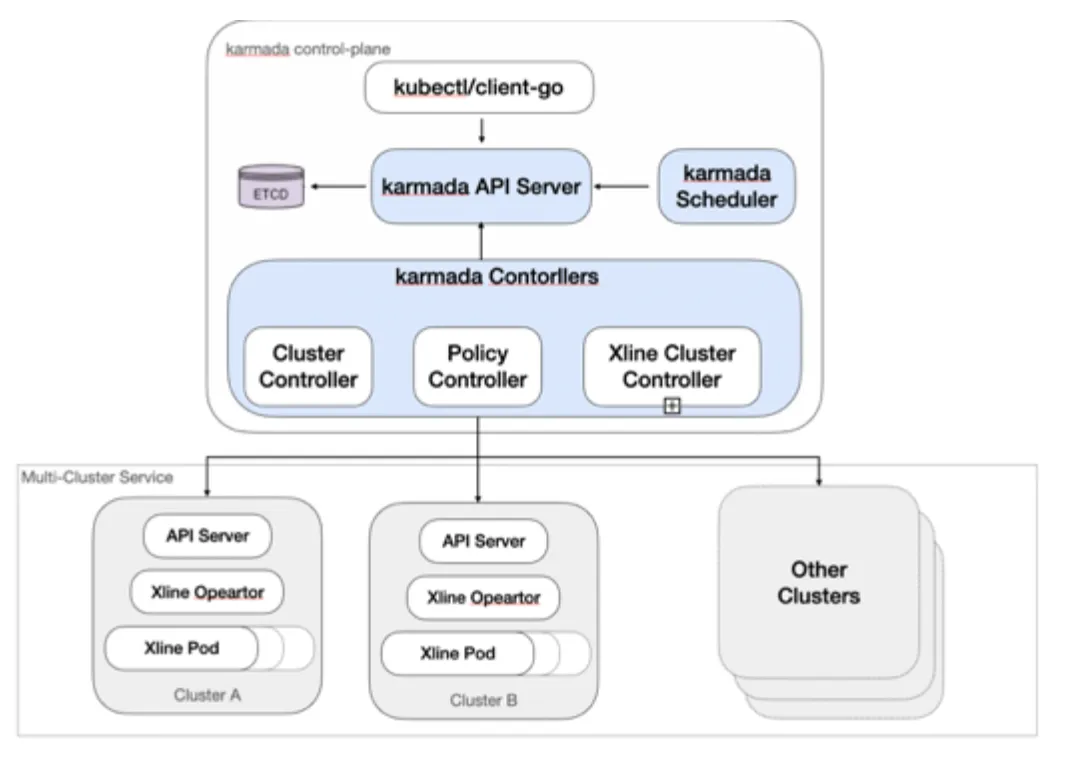 karmada control-plane
kubectl/client-go
ETCD
karmada API Server
karmada
Scheduler
karmada Contorllers
Cluster
Controller
Policy
Controller
Xline Cluster
Controller
Multi-Cluster Service
API Server
Xline Opeartor
Xline Pod
Cluster A
API Server
Xline Opeartor
Xline Pod
Cluster B
Other
Clusters